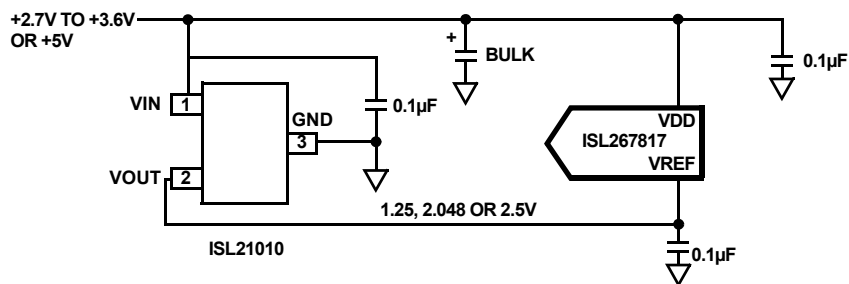 +2.7V TO +3.6V
OR +5V
+
BULK
0.1µF
VIN
1
0.1µF
GND
3
VDD
ISL267817
VREF
VOUT
2
1.25, 2.048 OR 2.5V
ISL21010
0.1µF